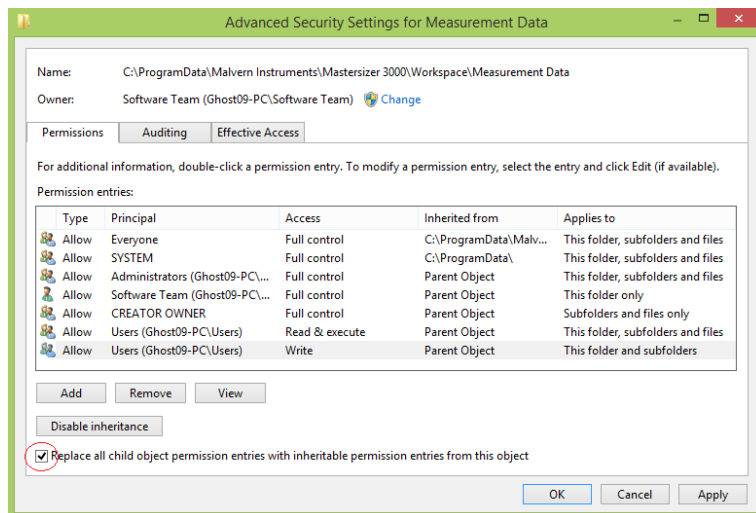 Advanced Security Settings for Measurement Data
Name: C:\ProgramData\Malvern Instruments\Mastersizer 3000\Workspace\Measurement Data
Owner: Software Team (Ghost09-PC\Software Team) Change
Permissions Auditing Effective Access
For additional information, double-click a permission entry. To modify a permission entry, select the entry and click Edit (if available).
Permission entries:
Type Principal Access Inherited from Applies to
Allow Everyone Full control C:\ProgramData\Malv... This folder, subfolders and files
Allow SYSTEM Full control C:\ProgramData\ This folder, subfolders and files
Allow Administrators (Ghost09-PC\... Full control Parent Object This folder, subfolders and files
Allow Software Team (Ghost09-PC\... Full control Parent Object This folder only
Allow CREATOR OWNER Full control Parent Object Subfolders and files only
Allow Users (Ghost09-PC\Users) Read & execute Parent Object This folder, subfolders and files
Allow Users (Ghost09-PC\Users) Write Parent Object This folder and subfolders
Add Remove View
Disable inheritance
Replace all child object permission entries with inheritable permission entries from this object
OK Cancel Apply